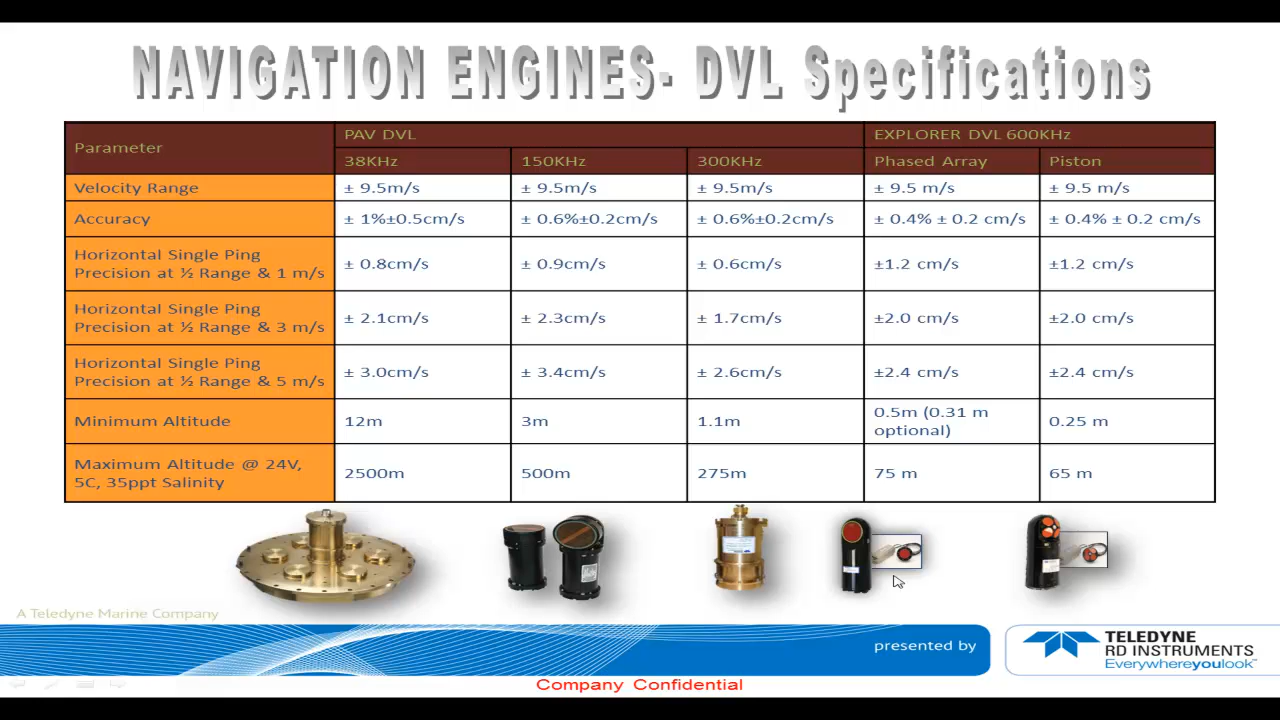 NAVIGATION ENGINES- DVL Specifications
Parameter
PAV DVL
EXPLORER DVL 600KHz
38KHz
150KHz
300KHz
Phased Array
Piston
Velocity Range
± 9.5m/s
± 9.5m/s
± 9.5m/s
± 9.5 m/s
± 9.5 m/s
Accuracy
± 1%±0.5cm/s
± 0.6%±0.2cm/s
± 0.6%±0.2cm/s
± 0.4% ± 0.2 cm/s
± 0.4% ± 0.2 cm/s
Horizontal Single Ping
Precision at ½ Range & 1 m/s
± 0.8cm/s
± 0.9cm/s
± 0.6cm/s
±1.2 cm/s
±1.2 cm/s
Horizontal Single Ping
Precision at ½ Range & 3 m/s
± 2.1cm/s
± 2.3cm/s
± 1.7cm/s
±2.0 cm/s
±2.0 cm/s
Horizontal Single Ping
Precision at ½ Range & 5 m/s
± 3.0cm/s
± 3.4cm/s
± 2.6cm/s
±2.4 cm/s
±2.4 cm/s
Minimum Altitude
12m
3m
1.1m
0.5m (0.31 m
optional)
0.25 m
Maximum Altitude @ 24V,
5C, 35ppt Salinity
2500m
500m
275m
75 m
65 m
A Teledyne Marine Company
presented by
TELEDYNE
RD INSTRUMENTS
Everywhereyoulook™
Company Confidential